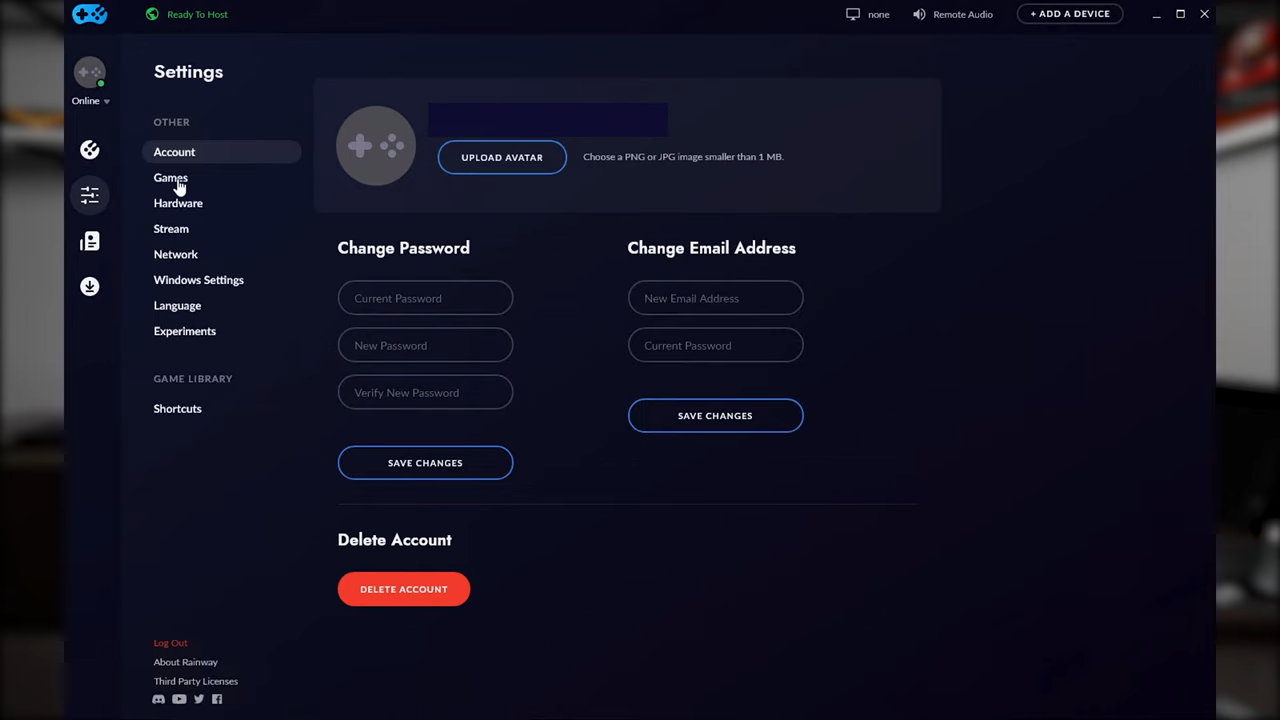 Ready To Host
none
Remote Audio
+ ADD A DEVICE
Online
Settings
OTHER
Account
Games
Hardware
Stream
Network
Windows Settings
Language
Experiments
GAME LIBRARY
Shortcuts
Log Out
About Rainway
Third Party Licenses
UPLOAD AVATAR
Choose a PNG or JPG image smaller than 1 MB.
Change Password
Current Password
New Password
Verify New Password
SAVE CHANGES
Change Email Address
New Email Address
Current Password
SAVE CHANGES
Delete Account
DELETE ACCOUNT